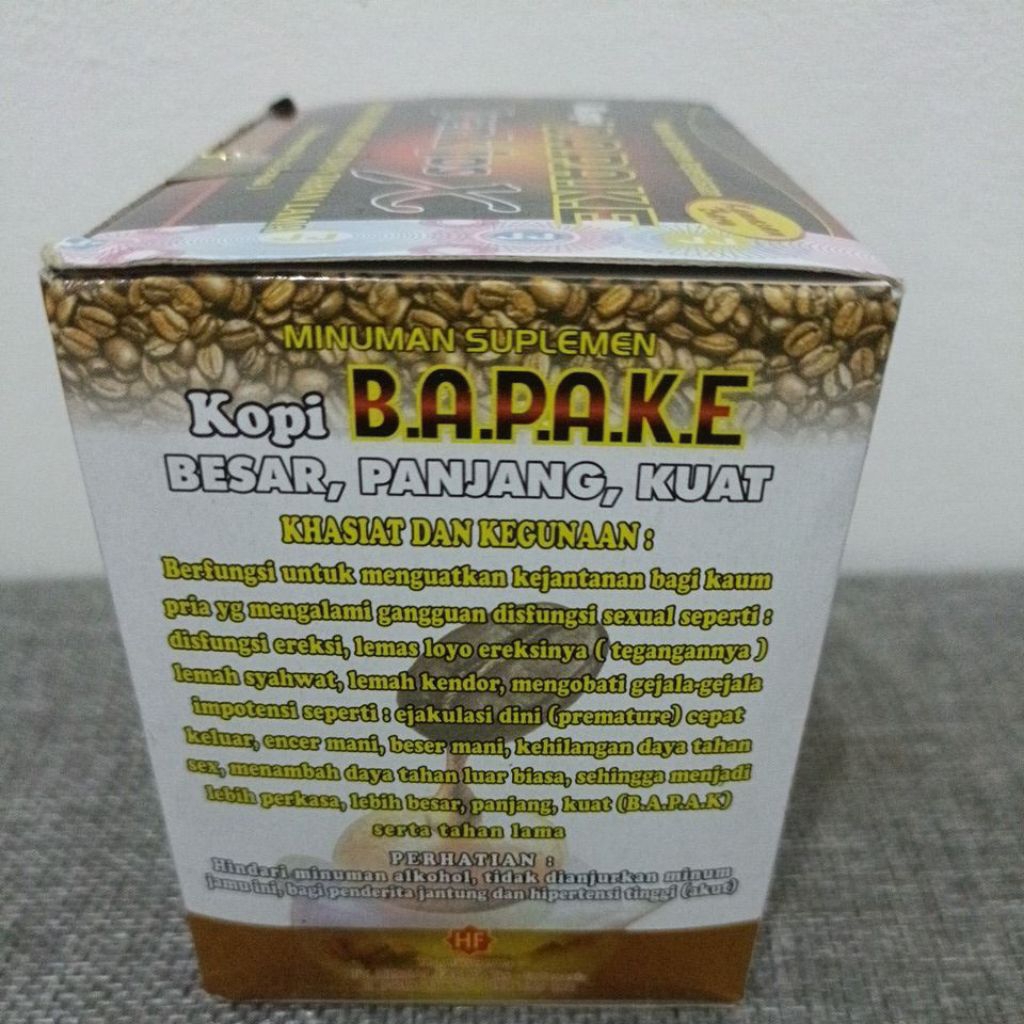 MINUMAN SUPLEMEN
Kopi B.A.P.A.K.E
BESAR, PANJANG, KUAT
KHASIAT DAN KEGUNAAN :
Berfungsi untuk menguatkan kejantanan bagi kaum
pria yg mengalami gangguan disfungsi sexual seperti :
disfungsi ereksi, lemas loyo ereksinya ( tegangannya )
lemah syahwat, lemah kendor, mengobati gejala-gejala
impotensi seperti : ejakulasi dini (premature) cepat
keluar, encer mani, beser mani, kehilangan daya tahan
sex, menambah daya tahan luar biasa, sehingga menjadi
lebih perkasa, lebih besar, panjang, kuat (B.A.P.A.K)
serta tahan lama
PERHATIAN :
Hindari minuman alkohol, tidak dianjurkan minum
jamu ini, bagi penderita jantung dan hipertensi tinggi (akut)
HF